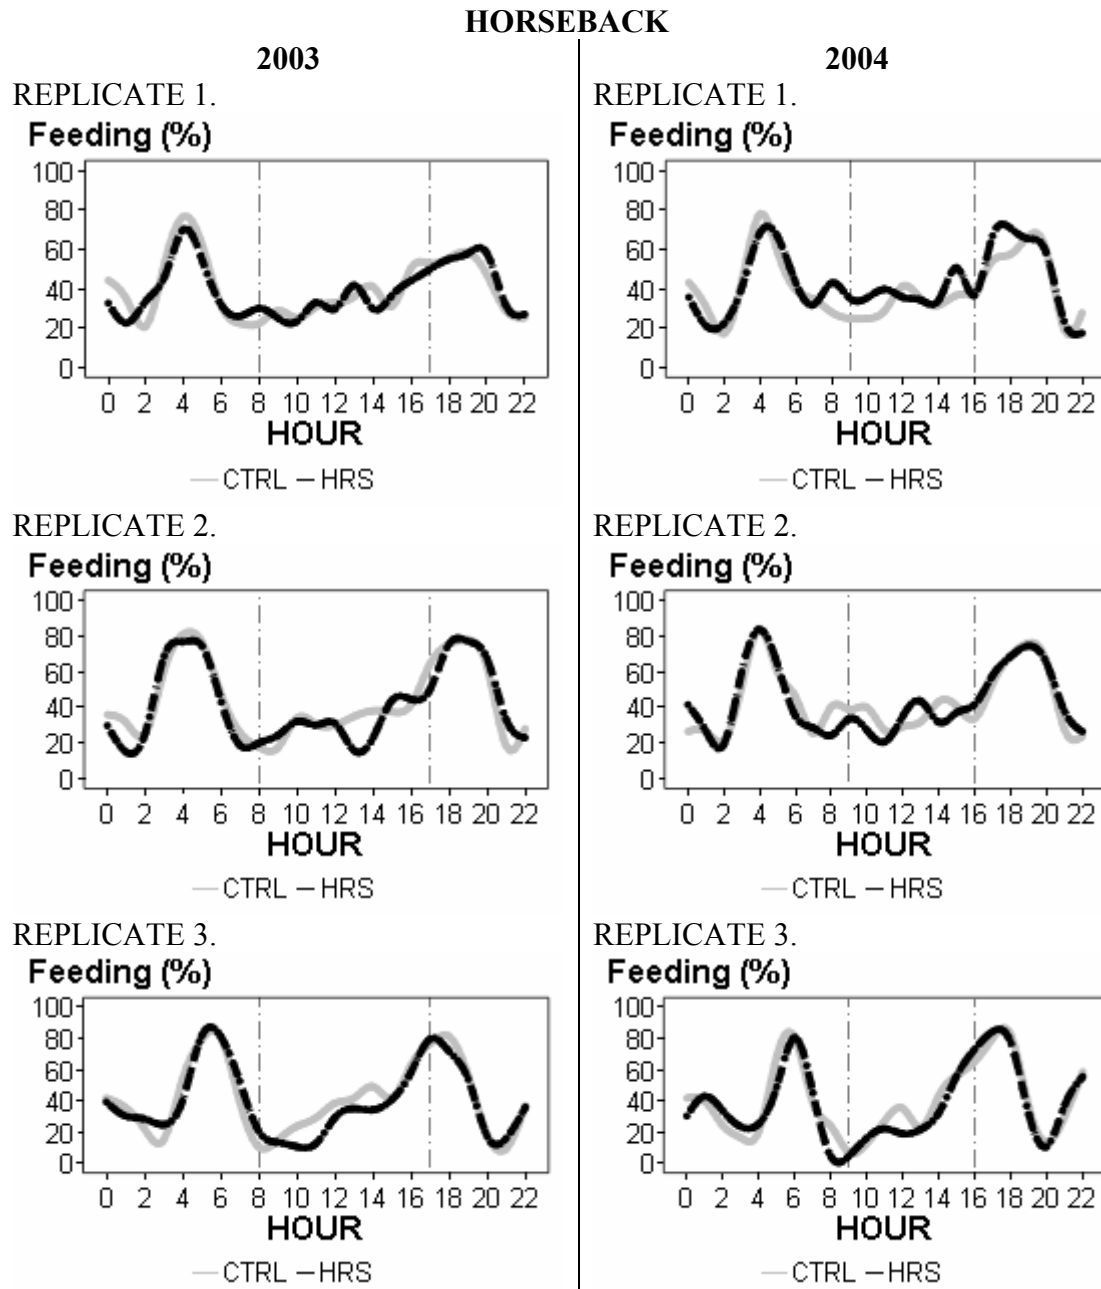 HORSEBACK
2003
REPLICATE 1.
Feeding (%)
100
80
60
40
20
0
0 2 4 6 8 10 12 14 16 18 20 22
HOUR
CTRL HRS
REPLICATE 2.
Feeding (%)
100
80
60
40
20
0
0 2 4 6 8 10 12 14 16 18 20 22
HOUR
CTRL HRS
REPLICATE 3.
Feeding (%)
100
80
60
40
20
0
0 2 4 6 8 10 12 14 16 18 20 22
HOUR
CTRL HRS
2004
REPLICATE 1.
Feeding (%)
100
80
60
40
20
0
0 2 4 6 8 10 12 14 16 18 20 22
HOUR
CTRL HRS
REPLICATE 2.
Feeding (%)
100
80
60
40
20
0
0 2 4 6 8 10 12 14 16 18 20 22
HOUR
CTRL HRS
REPLICATE 3.
Feeding (%)
100
80
60
40
20
0
0 2 4 6 8 10 12 14 16 18 20 22
HOUR
CTRL HRS